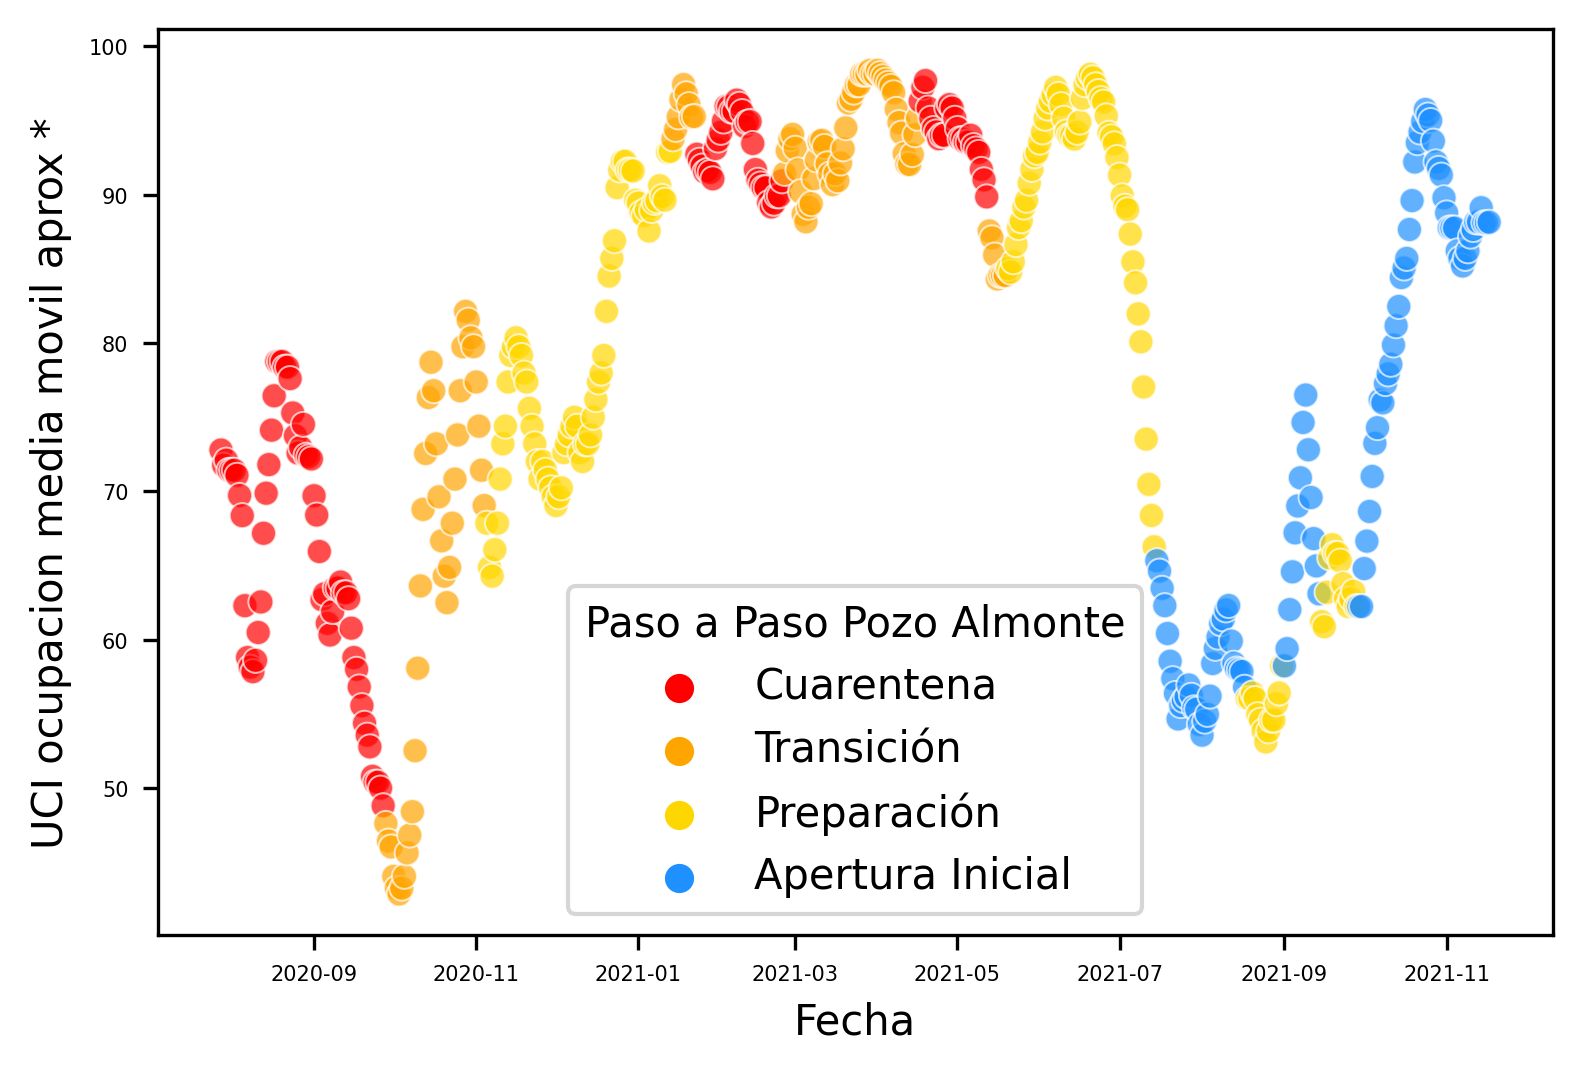 100
90
80
70
60
50
UCI ocupacion media movil aprox *
Paso a Paso Pozo Almonte
Cuarentena
Transición
Preparación
Apertura Inicial
2020-09 2020-11 2021-01 2021-03 2021-05 2021-07 2021-09 2021-11
Fecha